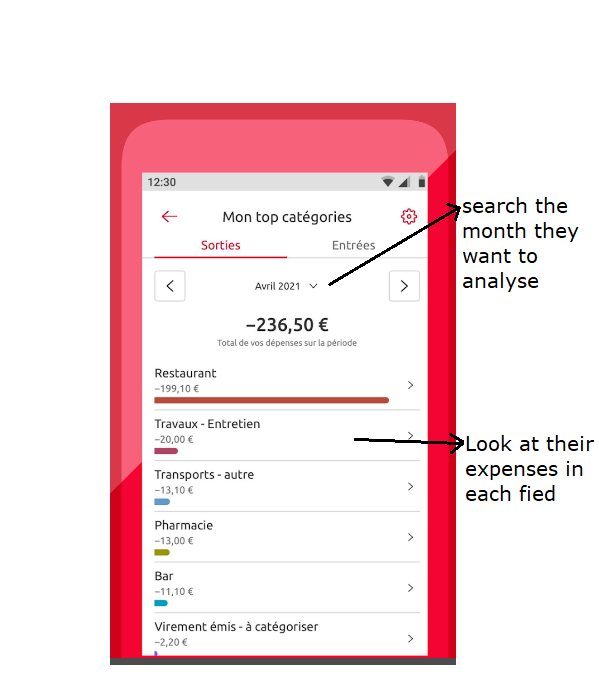 12:30
Mon top catégories
Sorties
Entrées
Avril 2021
−236,50 €
Total de vos dépenses sur la période
Restaurant
−199,10 €
Travaux - Entretien
−20,00 €
Transports - autre
−13,10 €
Pharmacie
−13,00 €
Bar
−11,10 €
Virement émis - à catégoriser
−2,20 €
search the
month they
want to
analyse
Look at their
expenses in
each fied